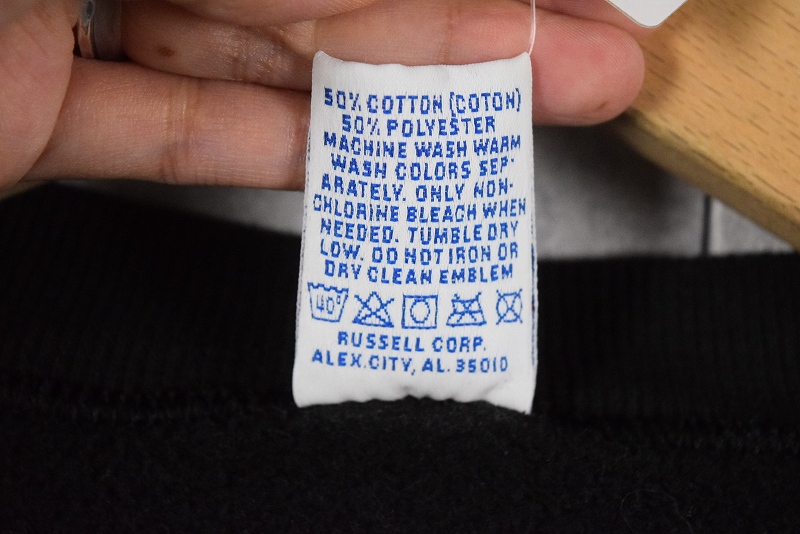 50% COTTON (COTON)
50% POLYESTER
MACHINE WASH WARM
WASH COLORS SEP-
ARATELY. ONLY NON-
CHLORINE BLEACH WHEN
NEEDED. TUMBLE DRY
LOW. DO NOT IRON OR
DRY CLEAN EMBLEM
40°
RUSSELL CORP.
ALEX.CITY, AL. 35010